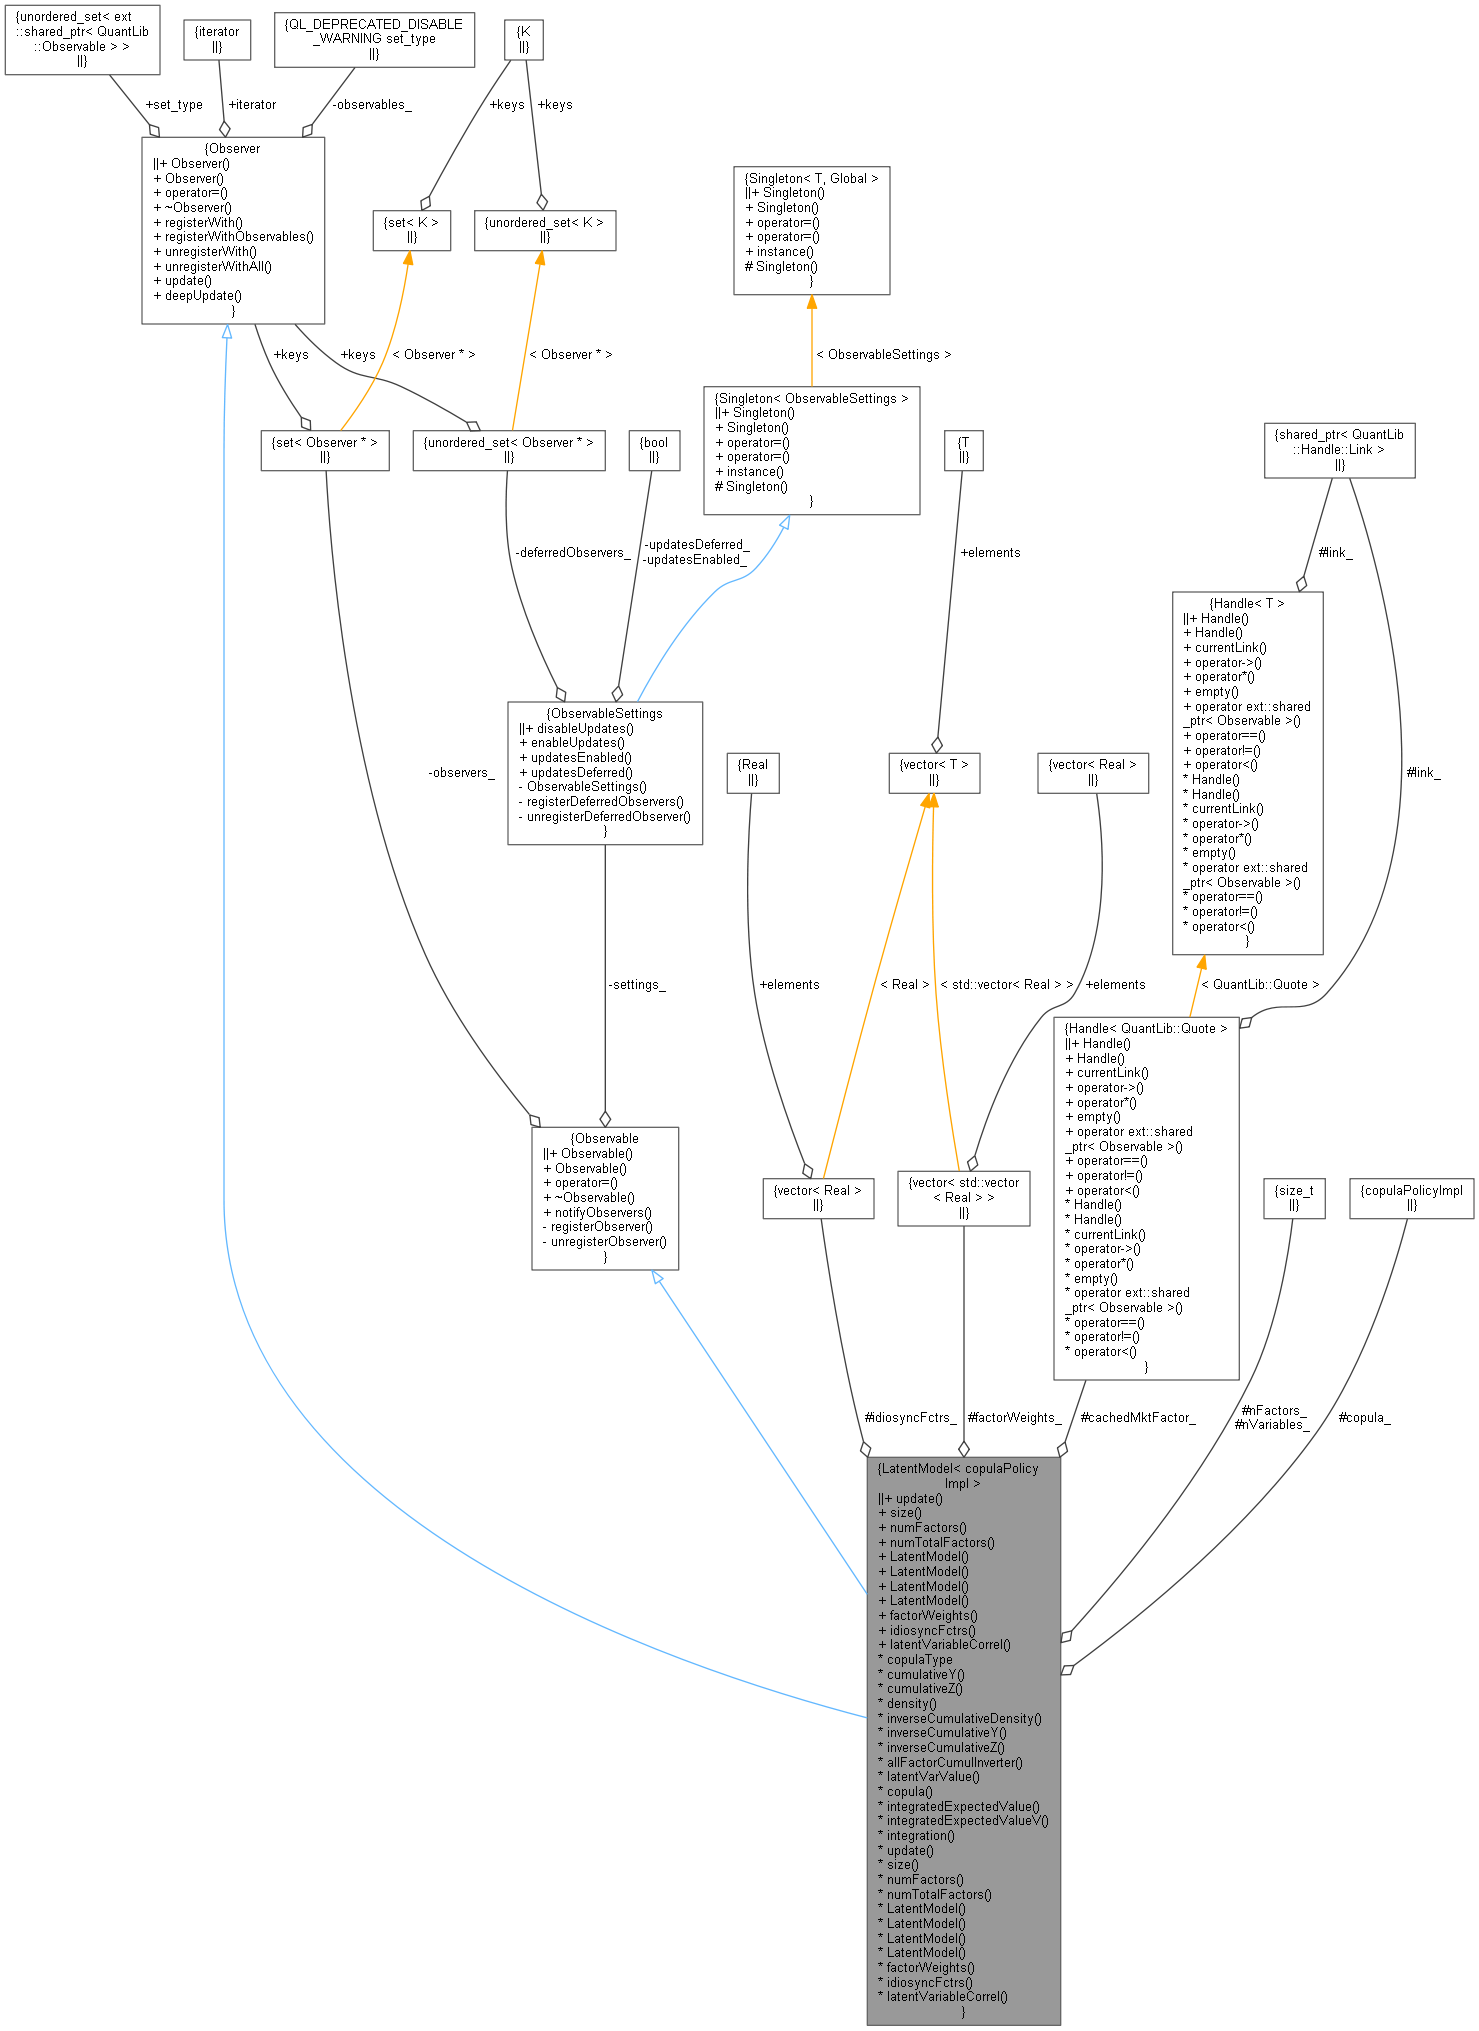 {unordered_set< ext
::shared_ptr< QuantLib
::Observable > >
||}
{iterator
||}
{QL_DEPRECATED_DISABLE
_WARNING set_type
||}
{K
||}
+set_type
+iterator
-observables_
+keys
+keys
{Observer
||+ Observer()
+ Observer()
+ operator=()
+ ~Observer()
+ registerWith()
+ registerWithObservables()
+ unregisterWith()
+ unregisterWithAll()
+ update()
+ deepUpdate()
}
{set< K >
||}
{unordered_set< K >
||}
{Singleton< T, Global >
||+ Singleton()
+ Singleton()
+ operator=()
+ operator=()
+ instance()
# Singleton()
}
+keys
+keys
< Observer * >
< Observer * >
< ObservableSettings >
{set< Observer * >
||}
{unordered_set< Observer * >
||}
{bool
||}
{Singleton< ObservableSettings >
||+ Singleton()
+ Singleton()
+ operator=()
+ operator=()
+ instance()
# Singleton()
}
{T
||}
{shared_ptr< QuantLib
::Handle::Link >
||}
-deferredObservers_
-updatesDeferred_
-updatesEnabled_
+elements
#link_
{Handle< T >
||+ Handle()
+ Handle()
+ currentLink()
+ operator->()
+ operator*()
+ empty()
+ operator ext::shared
_ptr< Observable >()
+ operator==()
+ operator!=()
+ operator<()
* Handle()
* Handle()
* currentLink()
* operator->()
* operator*()
* empty()
* operator ext::shared
_ptr< Observable >()
* operator==()
* operator!=()
* operator<()
}
-observers_
{ObservableSettings
||+ disableUpdates()
+ enableUpdates()
+ updatesEnabled()
+ updatesDeferred()
- ObservableSettings()
- registerDeferredObservers()
- unregisterDeferredObserver()
}
{Real
||}
{vector< T >
||}
{vector< Real >
||}
#link_
-settings_
+elements
< Real >
< std::vector< Real > >
+elements
< QuantLib::Quote >
{Handle< QuantLib::Quote >
||+ Handle()
+ Handle()
+ currentLink()
+ operator->()
+ operator*()
+ empty()
+ operator ext::shared
_ptr< Observable >()
+ operator==()
+ operator!=()
+ operator<()
* Handle()
* Handle()
* currentLink()
* operator->()
* operator*()
* empty()
* operator ext::shared
_ptr< Observable >()
* operator==()
* operator!=()
* operator<()
}
{Observable
||+ Observable()
+ Observable()
+ operator=()
+ ~Observable()
+ notifyObservers()
- registerObserver()
- unregisterObserver()
}
{vector< Real >
||}
{vector< std::vector
< Real > >
||}
{size_t
||}
{copulaPolicyImpl
||}
#idiosyncFctrs_
#factorWeights_
#cachedMktFactor_
#nFactors_
#nVariables_
#copula_
{LatentModel< copulaPolicy
Impl >
||+ update()
+ size()
+ numFactors()
+ numTotalFactors()
+ LatentModel()
+ LatentModel()
+ LatentModel()
+ LatentModel()
+ factorWeights()
+ idiosyncFctrs()
+ latentVariableCorrel()
* copulaType
* cumulativeY()
* cumulativeZ()
* density()
* inverseCumulativeDensity()
* inverseCumulativeY()
* inverseCumulativeZ()
* allFactorCumulInverter()
* latentVarValue()
* copula()
* integratedExpectedValue()
* integratedExpectedValueV()
* integration()
* update()
* size()
* numFactors()
* numTotalFactors()
* LatentModel()
* LatentModel()
* LatentModel()
* LatentModel()
* factorWeights()
* idiosyncFctrs()
* latentVariableCorrel()
}